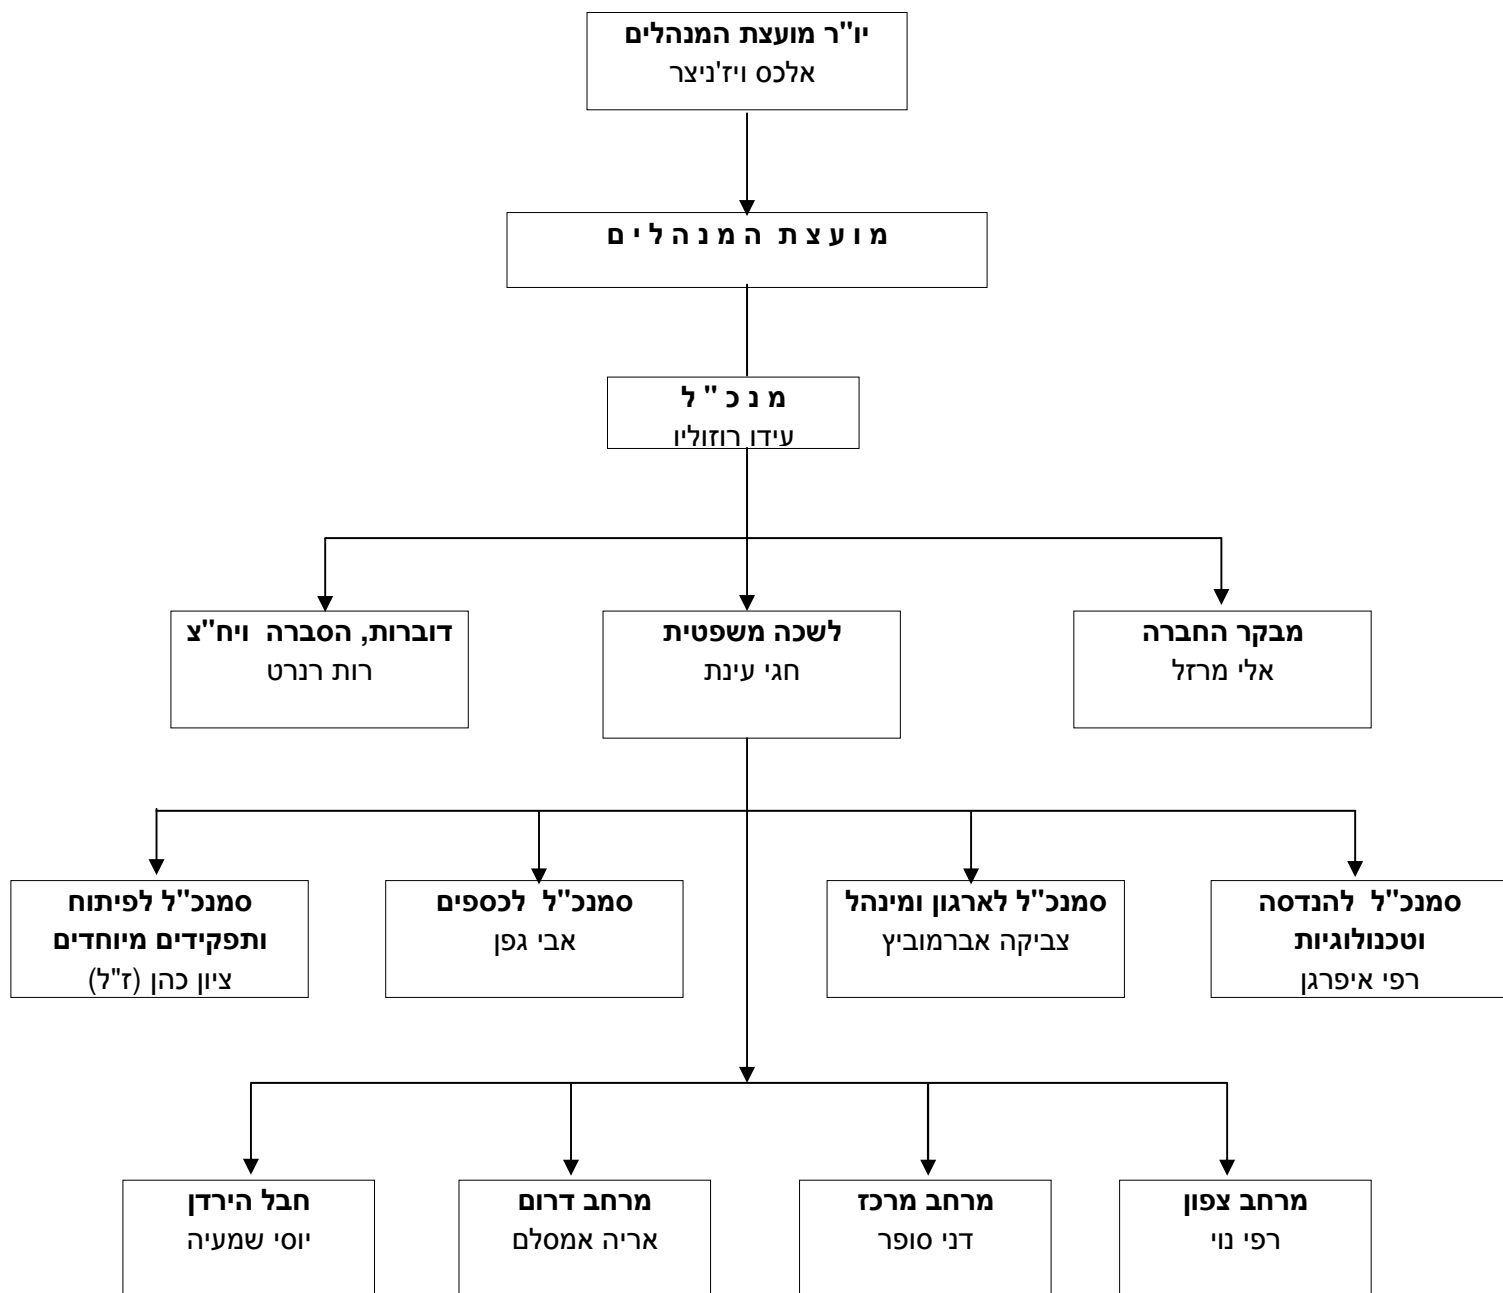 יו"ר מועצת המנהלים
אלכס ויז'ניצר
מ ו ע צ ת  ה מ נ ה ל י ם
מ נ כ " ל
עידו רוזוליו
מבקר החברה
אלי מרזל
לשכה משפטית
חגי עינת
דוברות, הסברה ויח"צ
רות רנרט
סמנכ"ל להנדסה
וטכנולוגיות
רפי איפרגן
סמנכ"ל לארגון ומינהל
צביקה אברמוביץ
סמנכ"ל לכספים
אבי גפן
סמנכ"ל לפיתוח
ותפקידים מיוחדים
ציון כהן (ז"ל)
מרחב צפון
רפי נוי
מרחב מרכז
דני סופר
מרחב דרום
אריה אמסלם
חבל הירדן
יוסי שמעיה